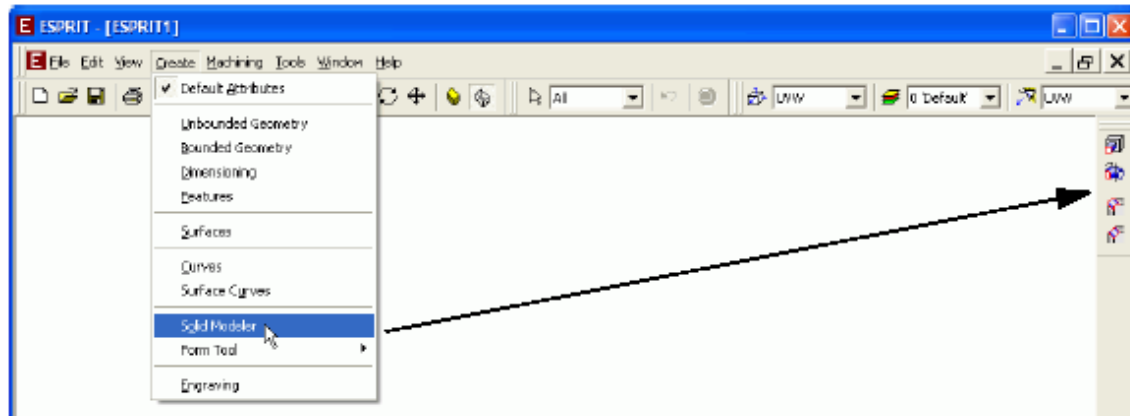 ESPRIT - [ESPRIT1]
File Edit View Create Machining Tools Window Help
All UVW 0 'Default' UVW
Default Attributes
Unbounded Geometry
Bounded Geometry
Dimensioning
Features
Surfaces
Curves
Surface Curves
Solid Modeler
Form Tool
Engraving